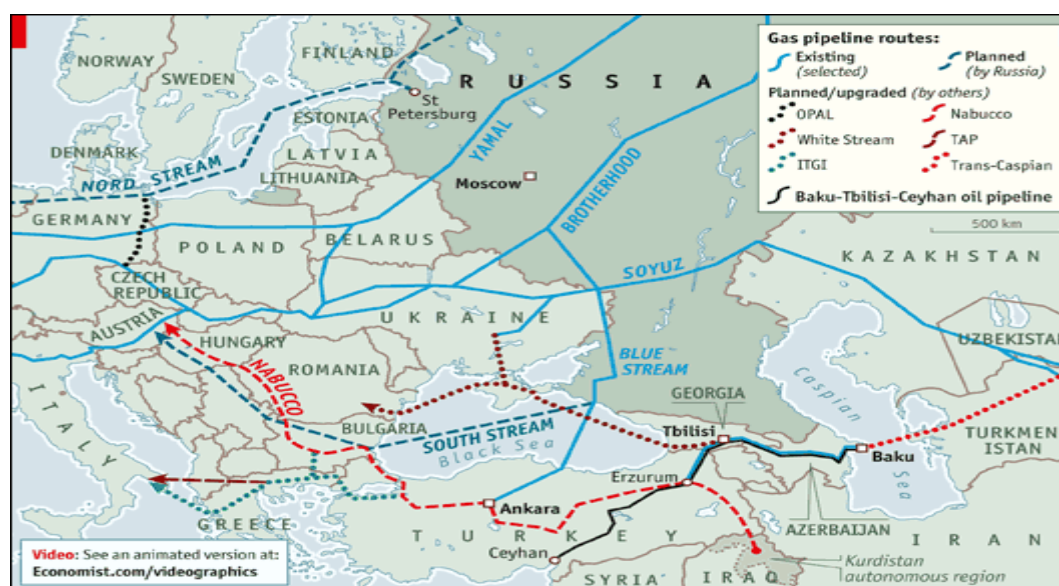 Gas pipeline routes:
Existing
(selected)
Planned
(by Russia)
Planned/upgraded (by others)
OPAL
Nabucco
White Stream
TAP
ITGI
Trans-Caspian
Baku-Tbilisi-Ceyhan oil pipeline
500 km
NORWAY
SWEDEN
FINLAND
RUSSIA
St
Petersburg
ESTONIA
YAMAL
LATVIA
DENMARK
LITHUANIA
Moscow
BROTHERHOOD
NORD STREAM
GERMANY
POLAND
BELARUS
KAZAKHSTAN
SOYUZ
CZECH
REPUBLIC
UKRAINE
AUSTRIA
HUNGARY
UZBEKISTAN
BLUE
STREAM
Caspian
Sea
ROMANIA
NABUCCO
GEORGIA
ITALY
BULGARIA
SOUTH STREAM
Black Sea
Tbilisi
Baku
TURKMEN
ISTAN
Erzurum
Ankara
GREECE
AZERBAIJAN
TURKEY
IRAN
Ceyhan
Video: See an animated version at:
Economist.com/videographics
SYRIA
IRAQ
Kurdistan
autonomous region